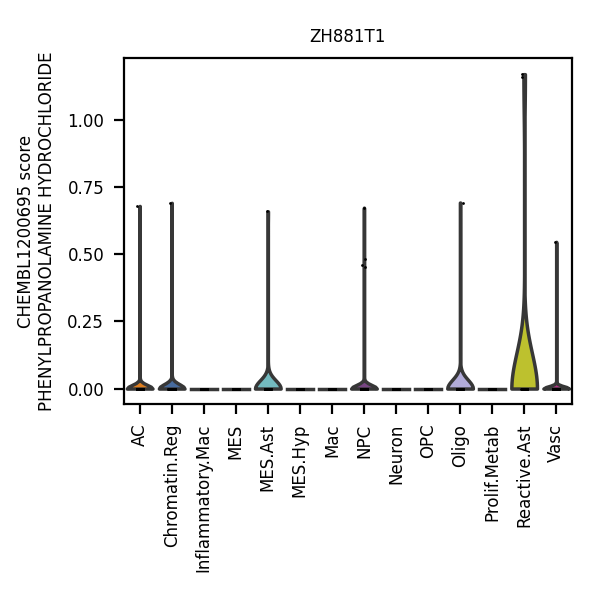 ZH881T1
CHEMBL1200695 score
PHENYLPROPANOLAMINE HYDROCHLORIDE
1.00
0.75
0.50
0.25
0.00
AC
Chromatin.Reg
Inflammatory.Mac
MES
MES.Ast
MES.Hyp
Mac
NPC
Neuron
OPC
Oligo
Prolif.Metab
Reactive.Ast
Vasc